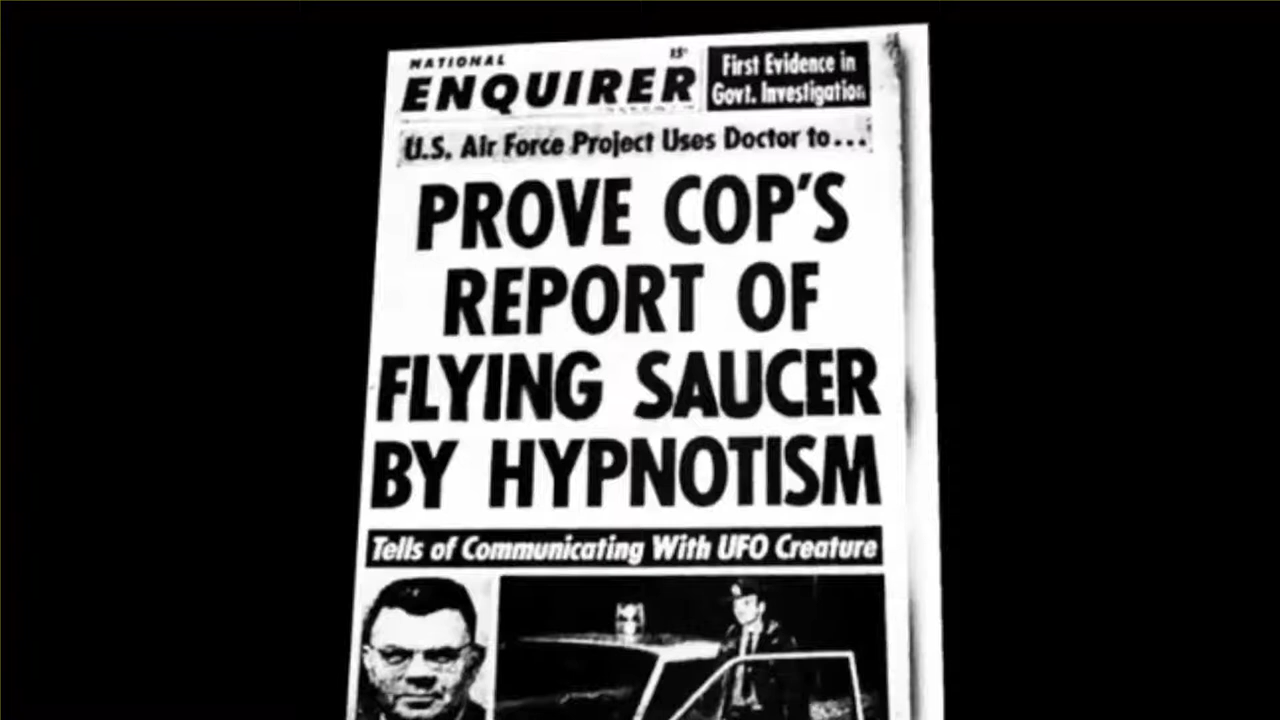 NATIONAL
15¢
ENQUIRER
First Evidence in
Govt. Investigation
U.S. Air Force Project Uses Doctor to...
PROVE COP'S
REPORT OF
FLYING SAUCER
BY HYPNOTISM
Tells of Communicating With UFO Creature